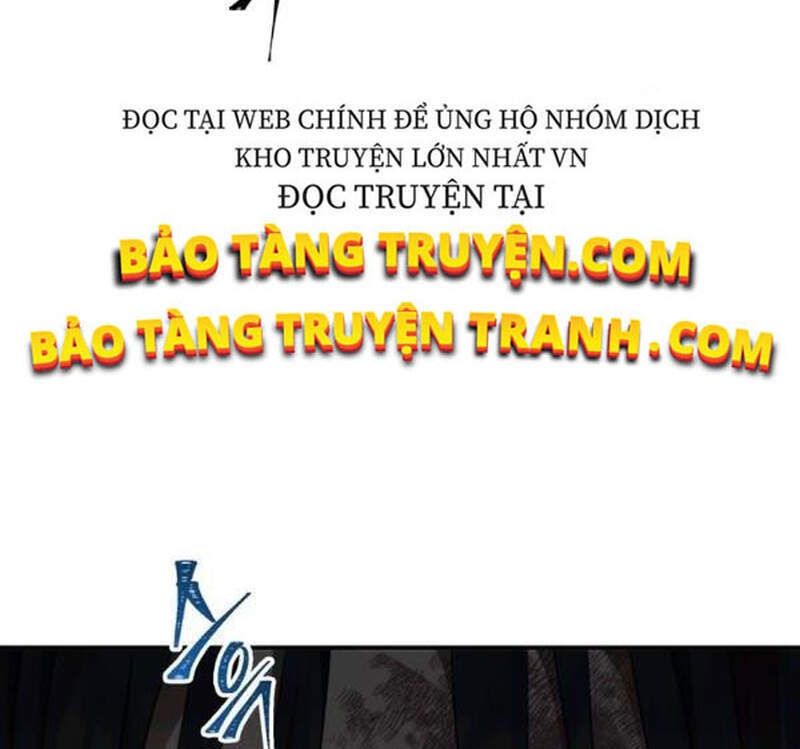 ĐỌC TẠI WEB CHÍNH ĐỂ ỦNG HỘ NHÓM DỊCH
KHO TRUYỆN LỚN NHẤT VN
ĐỌC TRUYỆN TẠI
BẢO TÀNG TRUYỆN.COM
BẢO TÀNG TRUYỆN TRANH.COM